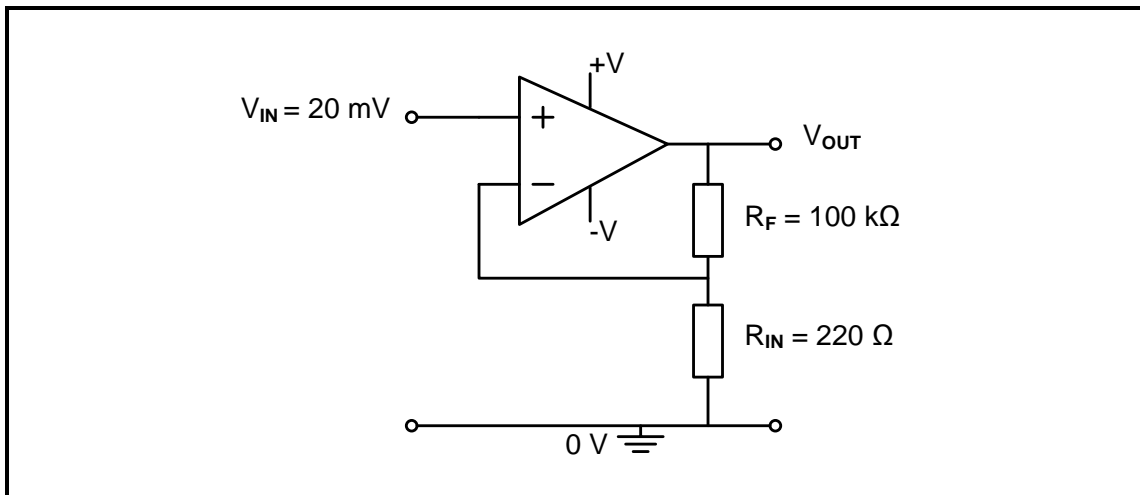 +V
V_IN = 20 mV
+
V_OUT
−
-V
R_F = 100 kΩ
R_IN = 220 Ω
0 V